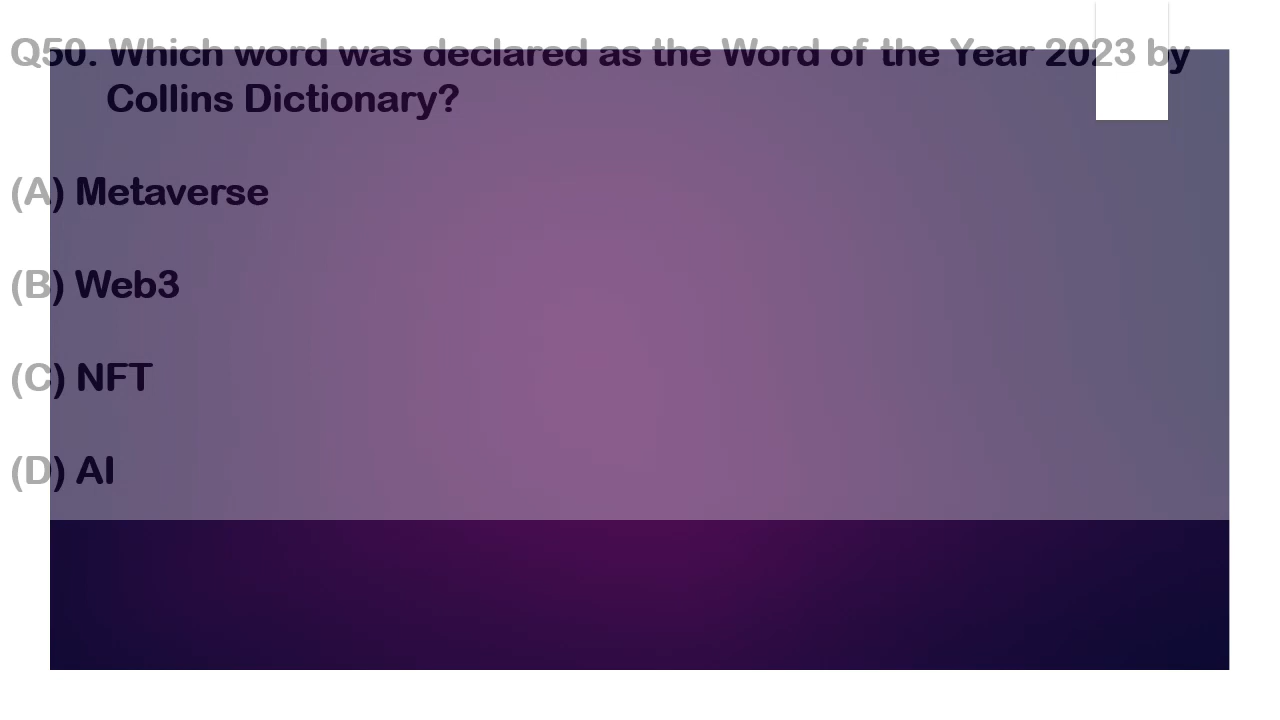 Q50. Which word was declared as the Word of the Year 2023 by
Collins Dictionary?
(A) Metaverse
(B) Web3
(C) NFT
(D) AI